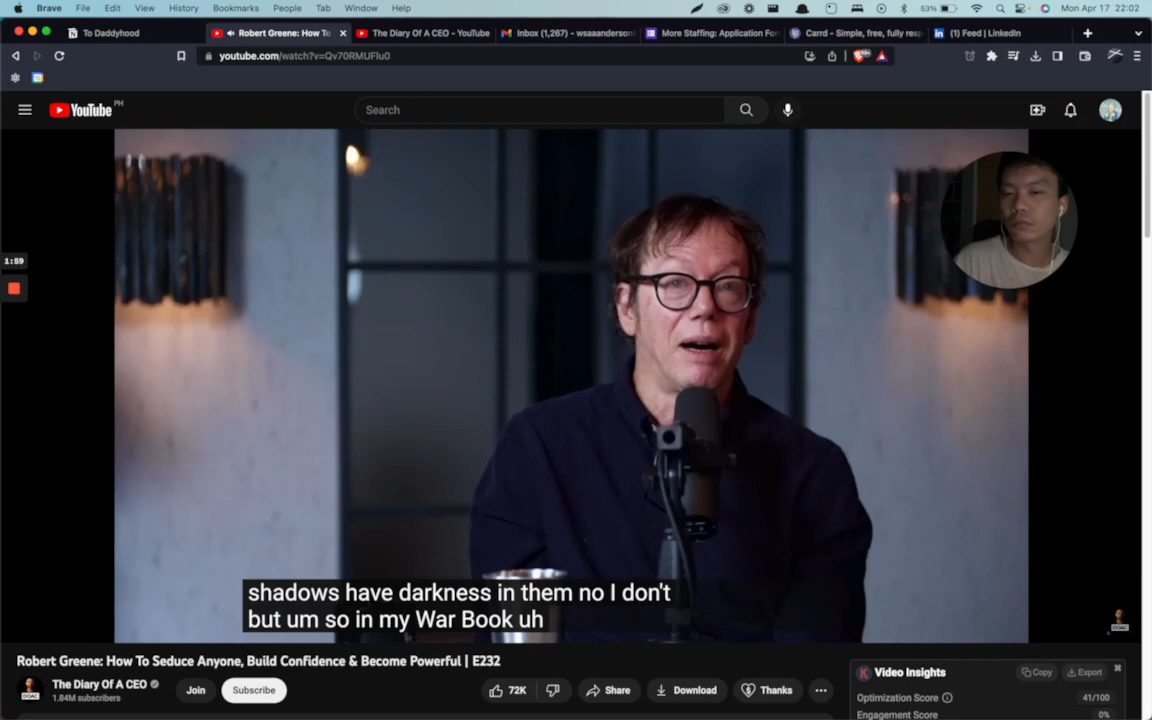 Brave File Edit View History Bookmarks People Tab Window Help 53% Mon Apr 17 22:02
To Daddyhood Robert Greene: How To The Diary Of A CEO - YouTube Inbox (1,267) - wsaaanderson@ More Staffing: Application Form Carrd - Simple, free, fully resp (1) Feed | LinkedIn
youtube.com/watch?v=Qv70RMUFlu0
YouTube PH Search
1:59
shadows have darkness in them no I don't
but um so in my War Book uh
DOAC
Robert Greene: How To Seduce Anyone, Build Confidence & Become Powerful | E232
The Diary Of A CEO
1.84M subscribers
Join Subscribe 72K Share Download Thanks
Video Insights Copy Export
Optimization Score 41/100
Engagement Score 0%